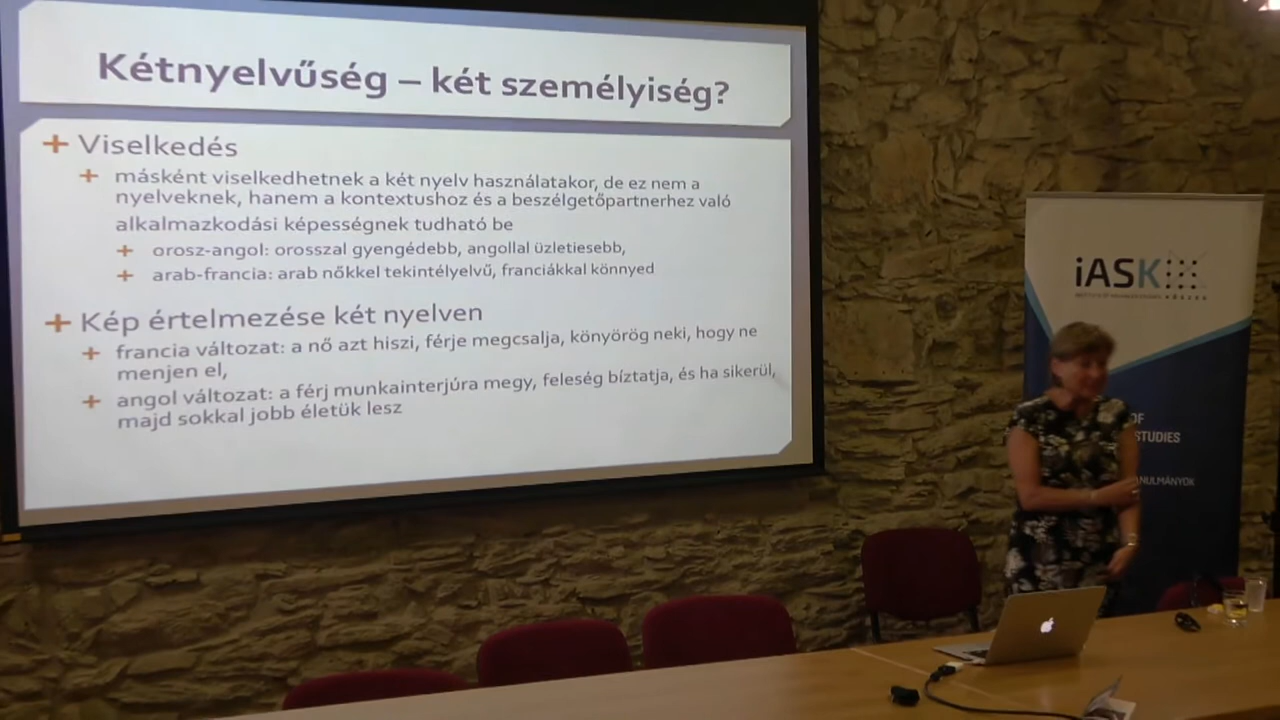 Kétnyelvűség – két személyiség?
Viselkedés
másként viselkedhetnek a két nyelv használatakor, de ez nem a
nyelveknek, hanem a kontextushoz és a beszélgetőpartnerhez való
alkalmazkodási képességnek tudható be
orosz-angol: orosszal gyengédebb, angollal üzletiesebb,
arab-francia: arab nőkkel tekintélyelvű, franciákkal könnyed
Kép értelmezése két nyelven
francia változat: a nő azt hiszi, férje megcsalja, könyörög neki, hogy ne
menjen el,
angol változat: a férj munkainterjúra megy, feleség bíztatja, és ha sikerül,
majd sokkal jobb életük lesz
iASK
KŐSZEG
OF
STUDIES